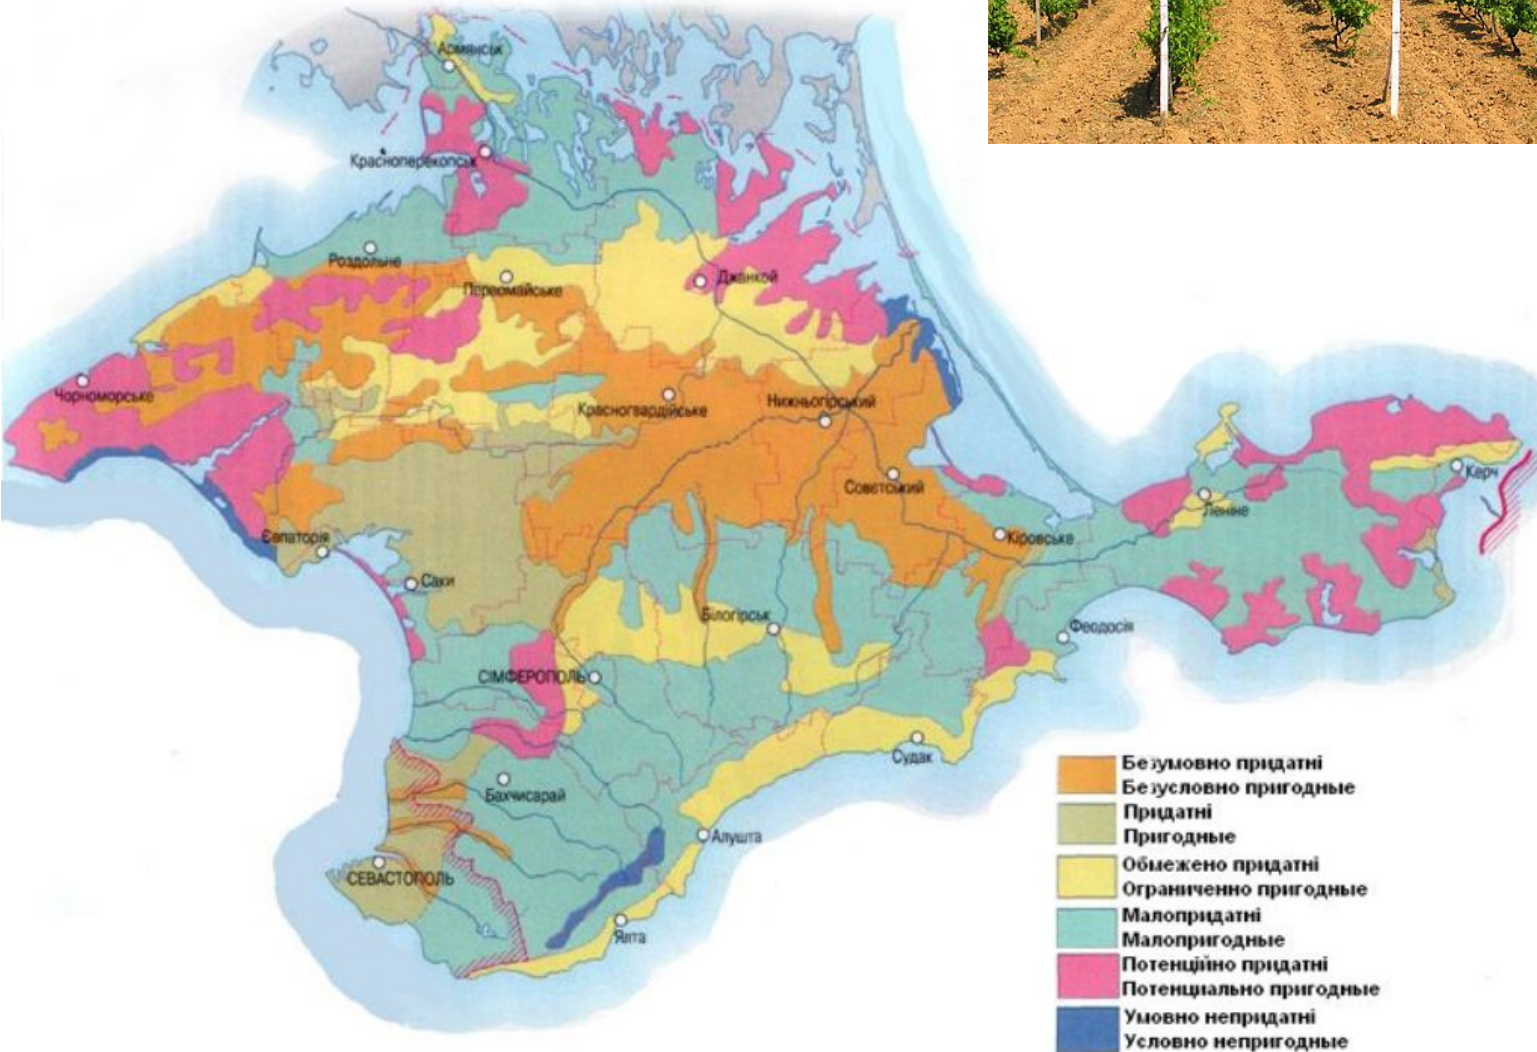 Армянськ
Красноперекопськ
Роздольне
Первомайське
Джанкой
Чорноморське
Красногвардійське
Нижньогірський
Совєтський
Керч
Леніне
Євпаторія
Кіровське
Саки
Білогірськ
Феодосія
СІМФЕРОПОЛЬ
Судак
Бахчисарай
Алушта
СЕВАСТОПОЛЬ
Ялта
Безумовно придатні
Безусловно пригодные
Придатні
Пригодные
Обмежено придатні
Ограниченно пригодные
Малопридатні
Малопригодные
Потенційно придатні
Потенциально пригодные
Умовно непридатні
Условно непригодные